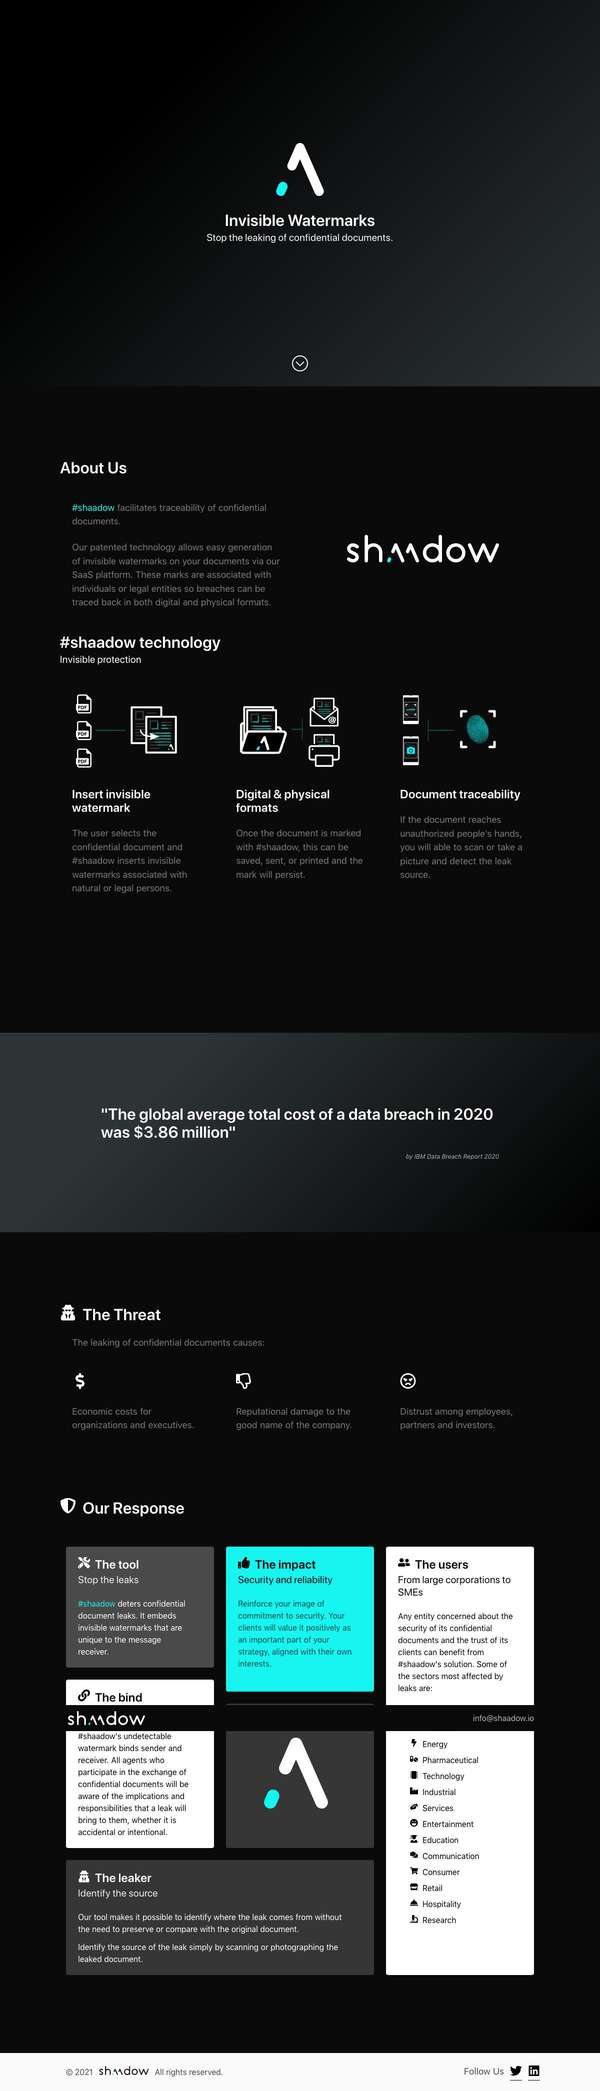 Invisible Watermarks
Stop the leaking of confidential documents.
About Us
#shaadow facilitates traceability of confidential
documents.
Our patented technology allows easy generation
of invisible watermarks on your documents via our
SaaS platform. These marks are associated with
individuals or legal entities so breaches can be
traced back in both digital and physical formats.
shaadow
#shaadow technology
Invisible protection
PDF
PDF
PDF
@
Insert invisible
watermark
The user selects the
confidential document and
#shaadow inserts invisible
watermarks associated with
natural or legal persons.
Digital & physical
formats
Once the document is marked
with #shaadow, this can be
saved, sent, or printed and the
mark will persist.
Document traceability
If the document reaches
unauthorized people's hands,
you will able to scan or take a
picture and detect the leak
source.
"The global average total cost of a data breach in 2020
was $3.86 million"
by IBM Data Breach Report 2020
The Threat
The leaking of confidential documents causes:
$
Economic costs for
organizations and executives.
Reputational damage to the
good name of the company.
Distrust among employees,
partners and investors.
Our Response
The tool
Stop the leaks
#shaadow deters confidential
document leaks. It embeds
invisible watermarks that are
unique to the message
receiver.
The impact
Security and reliability
Reinforce your image of
commitment to security. Your
clients will value it positively as
an important part of your
strategy, aligned with their own
interests.
The users
From large corporations to
SMEs
Any entity concerned about the
security of its confidential
documents and the trust of its
clients can benefit from
#shaadow's solution. Some of
the sectors most affected by
leaks are:
The bind
shaadow
info@shaadow.io
#shaadow's undetectable
watermark binds sender and
receiver. All agents who
participate in the exchange of
confidential documents will be
aware of the implications and
responsibilities that a leak will
bring to them, whether it is
accidental or intentional.
Energy
Pharmaceutical
Technology
Industrial
Services
Entertainment
Education
Communication
Consumer
Retail
Hospitality
Research
The leaker
Identify the source
Our tool makes it possible to identify where the leak comes from without
the need to preserve or compare with the original document.
Identify the source of the leak simply by scanning or photographing the
leaked document.
© 2021 shaadow All rights reserved.
Follow Us